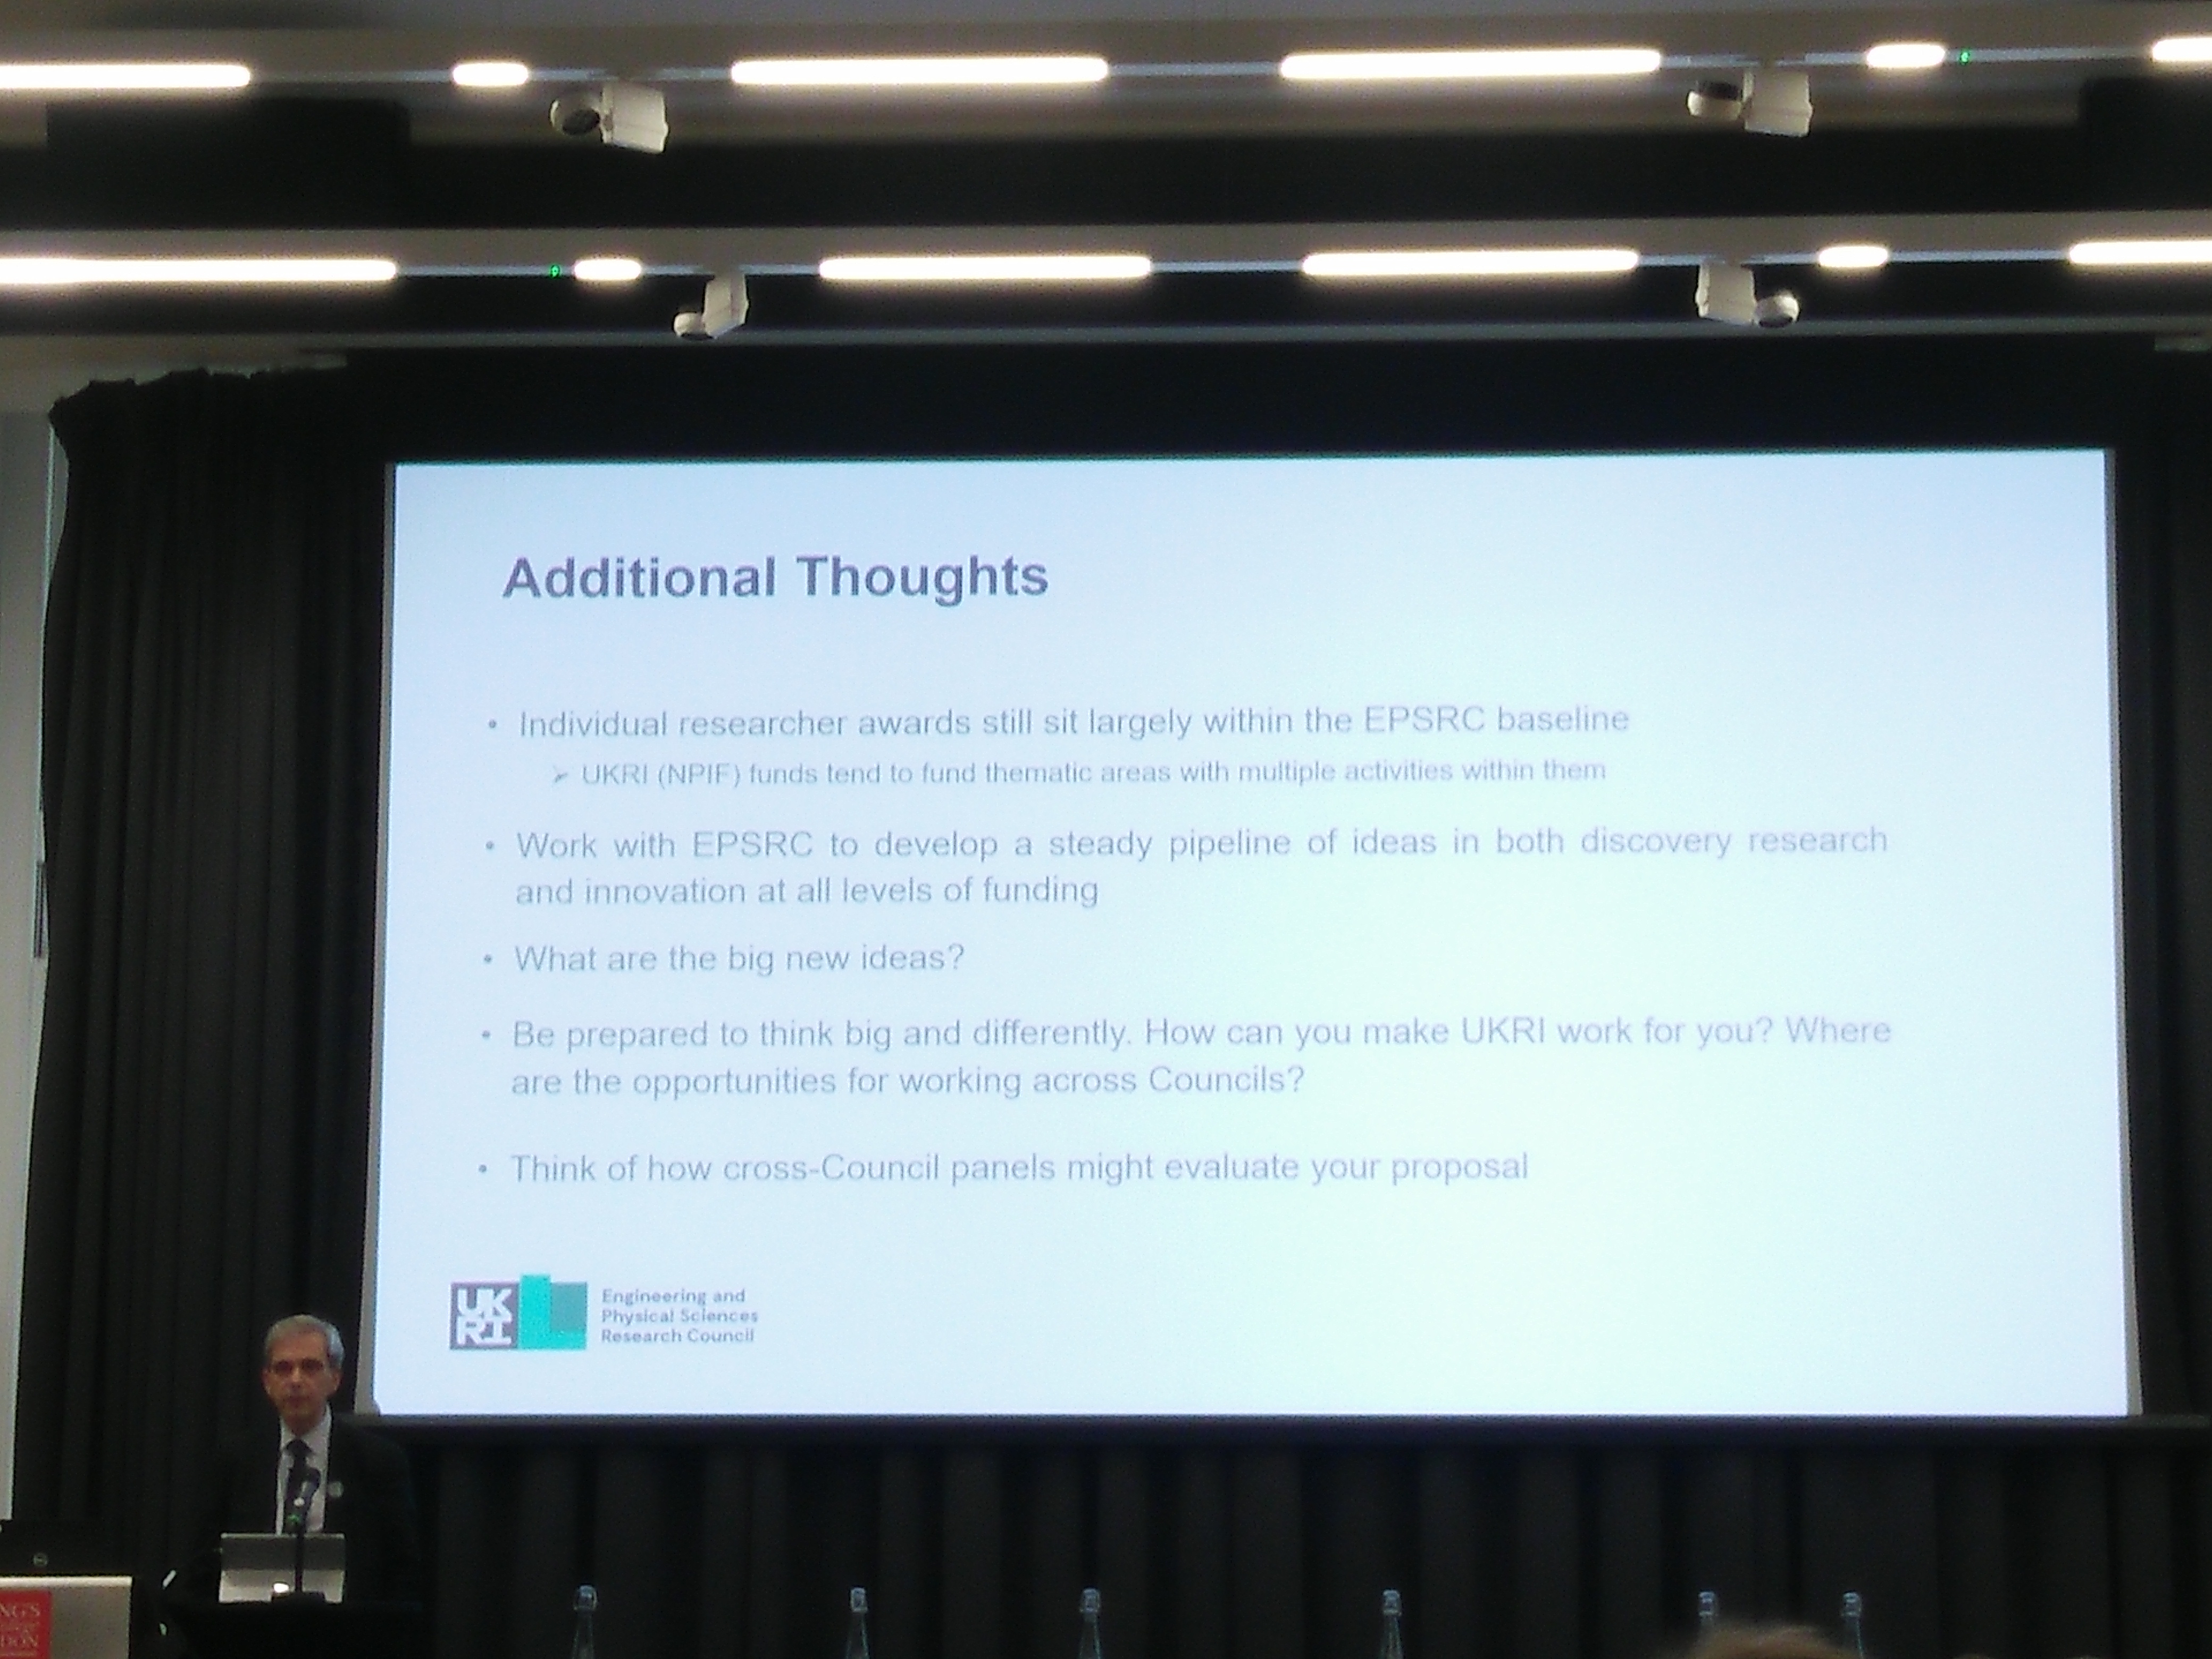 Additional Thoughts
• Individual researcher awards still sit largely within the EPSRC baseline
➢ UKRI (NPIF) funds tend to fund thematic areas with multiple activities within them
• Work with EPSRC to develop a steady pipeline of ideas in both discovery research
and innovation at all levels of funding
• What are the big new ideas?
• Be prepared to think big and differently. How can you make UKRI work for you? Where
are the opportunities for working across Councils?
• Think of how cross-Council panels might evaluate your proposal
UK
RI
Engineering and
Physical Sciences
Research Council
NG'S
DON